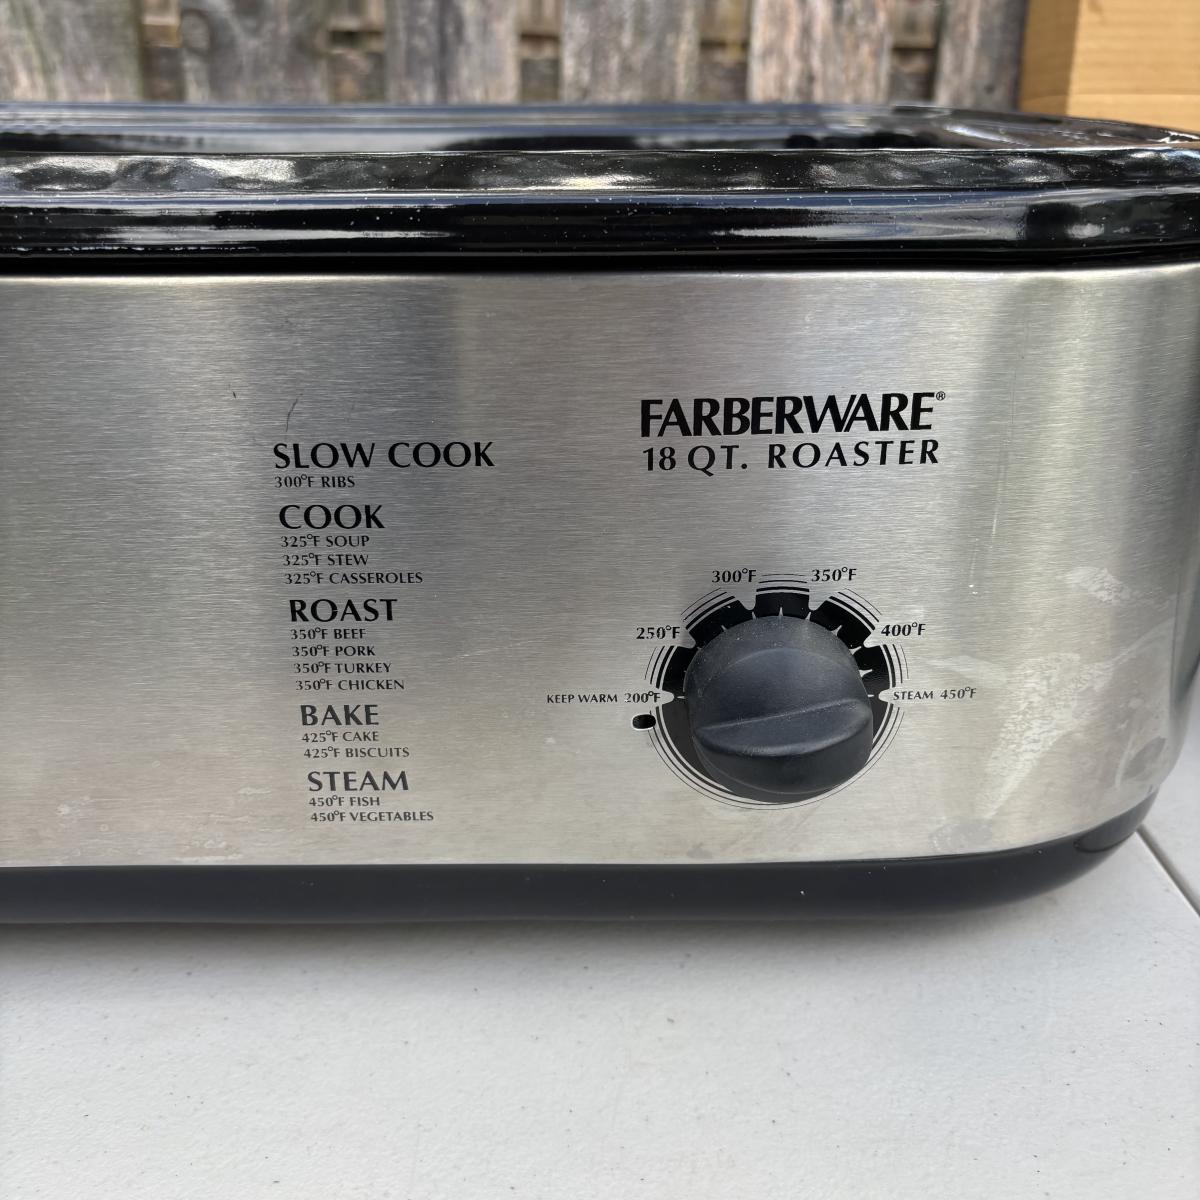 FARBERWARE®
18 QT. ROASTER
SLOW COOK
300°F RIBS
COOK
325°F SOUP
325°F STEW
325°F CASSEROLES
ROAST
350°F BEEF
350°F PORK
350°F TURKEY
350°F CHICKEN
BAKE
425°F CAKE
425°F BISCUITS
STEAM
450°F FISH
450°F VEGETABLES
300°F 350°F
250°F 400°F
KEEP WARM 200°F STEAM 450°F